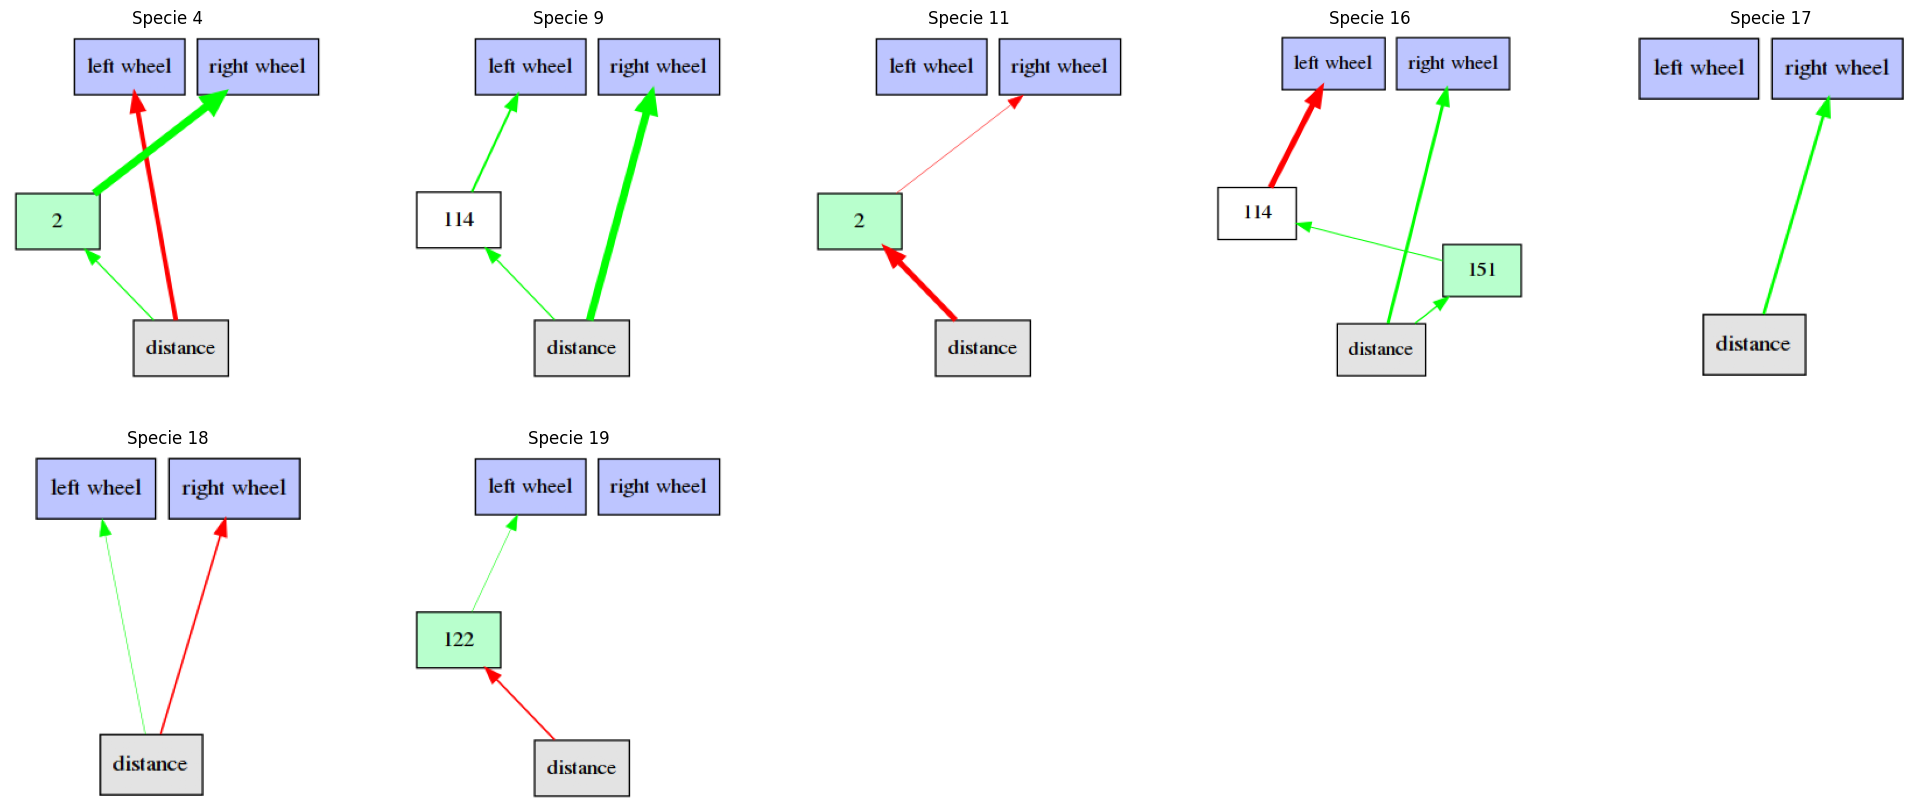 Specie 4
left wheel right wheel
2
distance
Specie 9
left wheel right wheel
114
distance
Specie 11
left wheel right wheel
2
distance
Specie 16
left wheel right wheel
114
151
distance
Specie 17
left wheel right wheel
distance
Specie 18
left wheel right wheel
distance
Specie 19
left wheel right wheel
122
distance